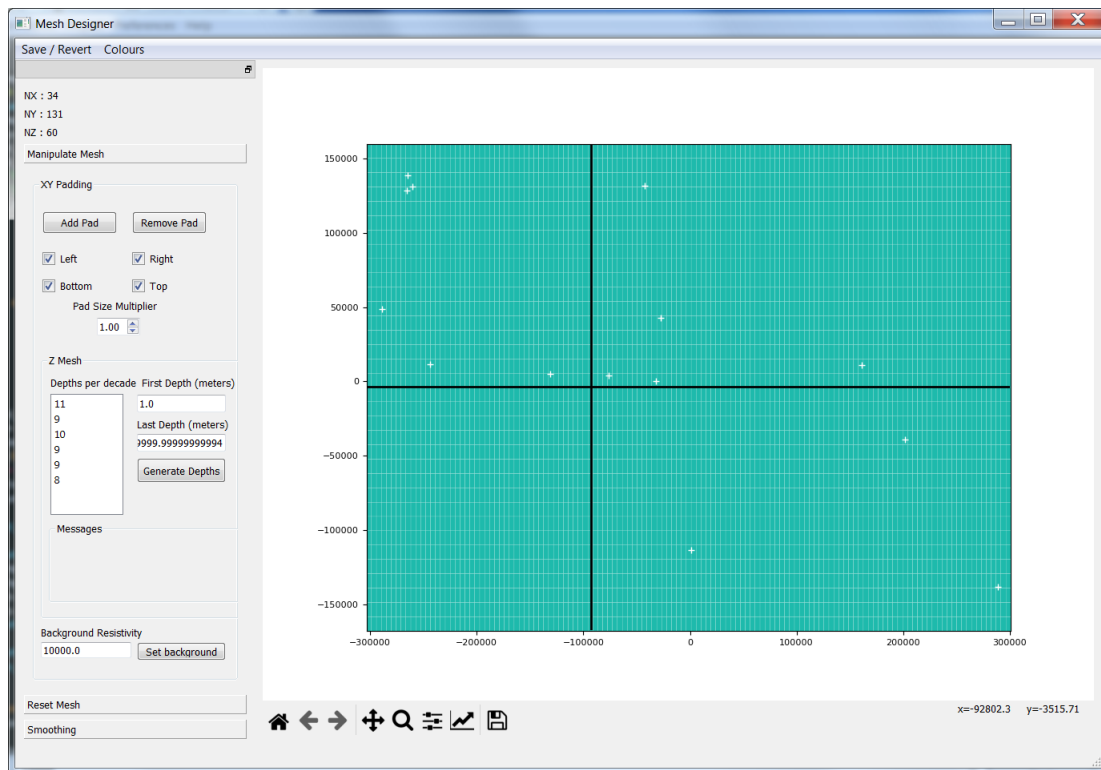 Mesh Designer
Save / Revert Colours
NX : 34
NY : 131
NZ : 60
Manipulate Mesh
XY Padding
Add Pad Remove Pad
Left Right
Bottom Top
Pad Size Multiplier
1.00
Z Mesh
Depths per decade First Depth (meters)
11
9
10
9
9
8
1.0
Last Depth (meters)
9999.99999999994
Generate Depths
Messages
Background Resistivity
10000.0 Set background
Reset Mesh
Smoothing
150000
100000
50000
0
−50000
−100000
−150000
−300000 −200000 −100000 0 100000 200000 300000
x=-92802.3 y=-3515.71